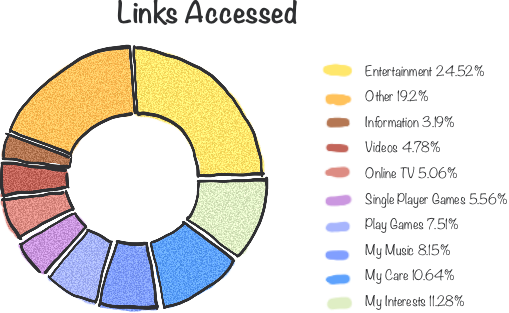 Links Accessed
Entertainment 24.52%
Other 19.2%
Information 3.19%
Videos 4.78%
Online TV 5.06%
Single Player Games 5.56%
Play Games 7.51%
My Music 8.15%
My Care 10.64%
My Interests 11.28%